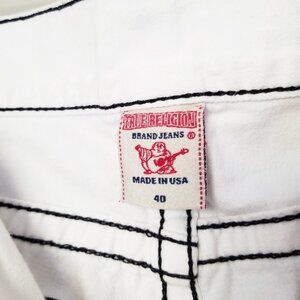 TRUE RELIGION
BRAND JEANS ®
MADE IN USA
40